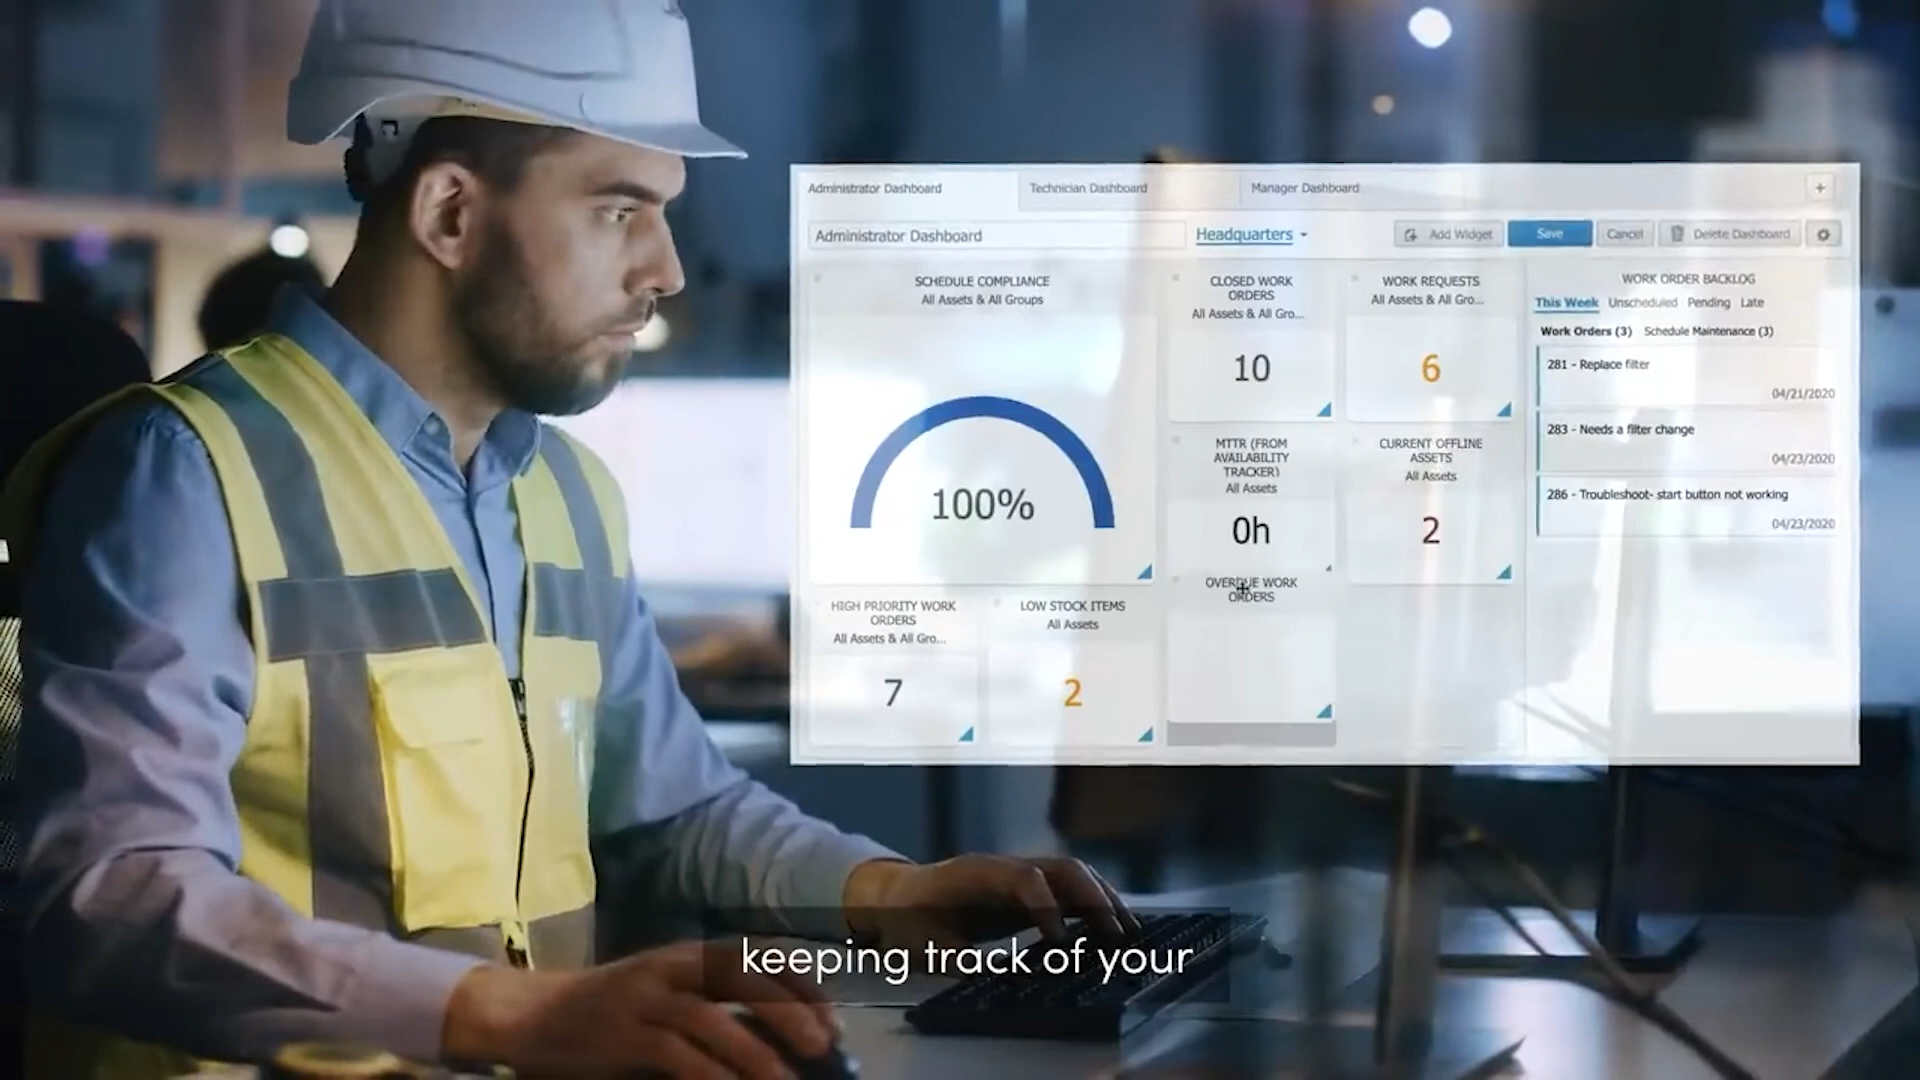 Administrator Dashboard
Technician Dashboard
Manager Dashboard
+
Administrator Dashboard
Headquarters
Add Widget
Save
Cancel
Delete Dashboard
SCHEDULE COMPLIANCE
All Assets & All Groups
100%
CLOSED WORK
ORDERS
All Assets & All Gro...
10
WORK REQUESTS
All Assets & All Gro...
6
MTTR (FROM
AVAILABILITY
TRACKER)
All Assets
0h
CURRENT OFFLINE
ASSETS
All Assets
2
HIGH PRIORITY WORK
ORDERS
All Assets & All Gro...
7
LOW STOCK ITEMS
All Assets
2
OVERDUE WORK
ORDERS
WORK ORDER BACKLOG
This Week Unscheduled Pending Late
Work Orders (3) Schedule Maintenance (3)
281 - Replace filter
04/21/2020
283 - Needs a filter change
04/23/2020
286 - Troubleshoot- start button not working
04/23/2020
keeping track of your